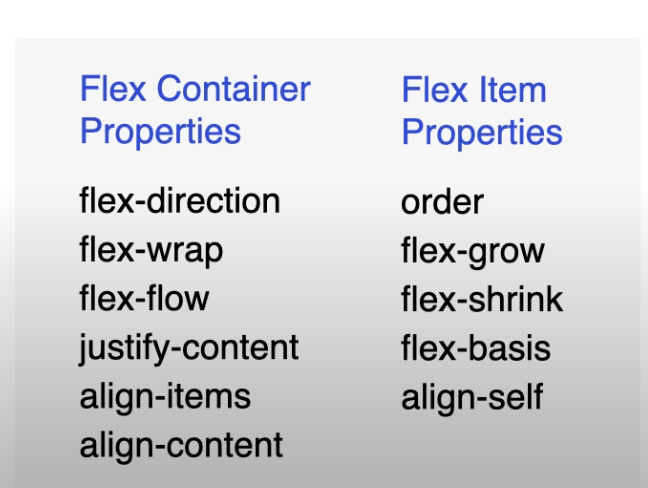 Flex Container
Properties
flex-direction
flex-wrap
flex-flow
justify-content
align-items
align-content
Flex Item
Properties
order
flex-grow
flex-shrink
flex-basis
align-self